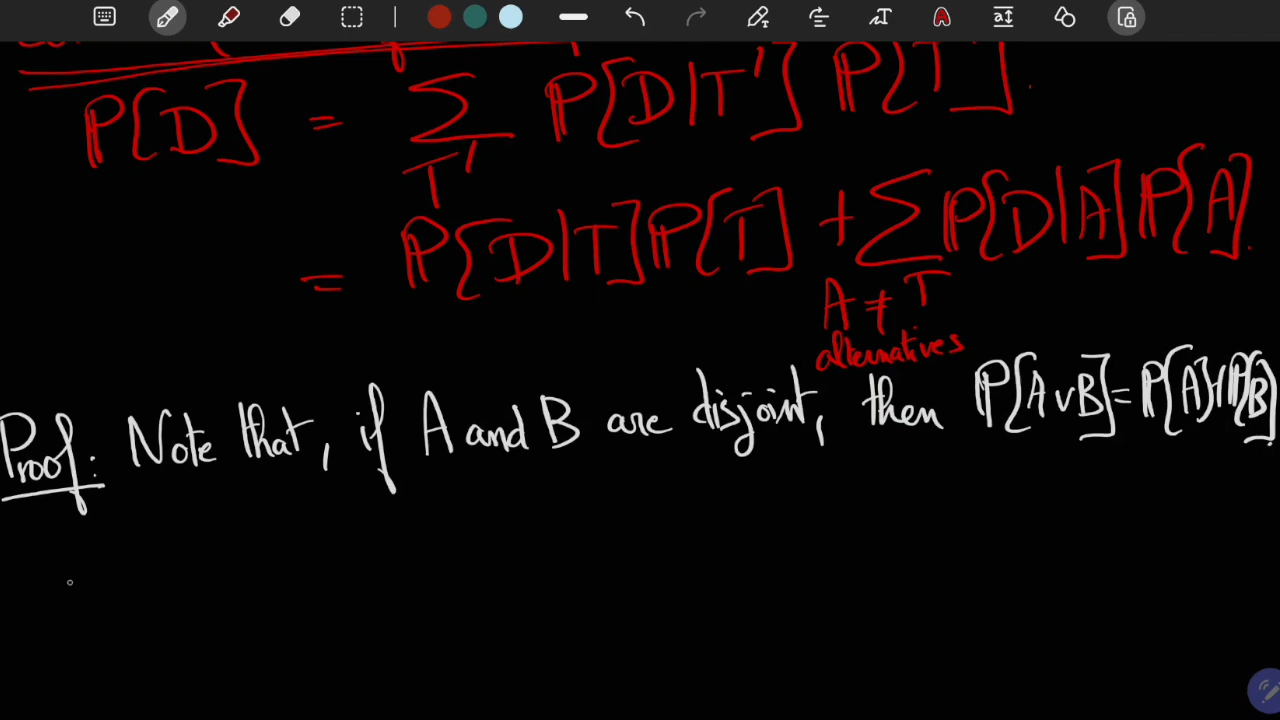 P[D] = ∑ P[D|T'] P[T'].
T'
= P[D|T] P[T] + ∑ P[D|A] P[A].
A ≠ T
alternatives
Proof: Note that, if A and B are disjoint, then P[A∨B] = P[A]+P[B].